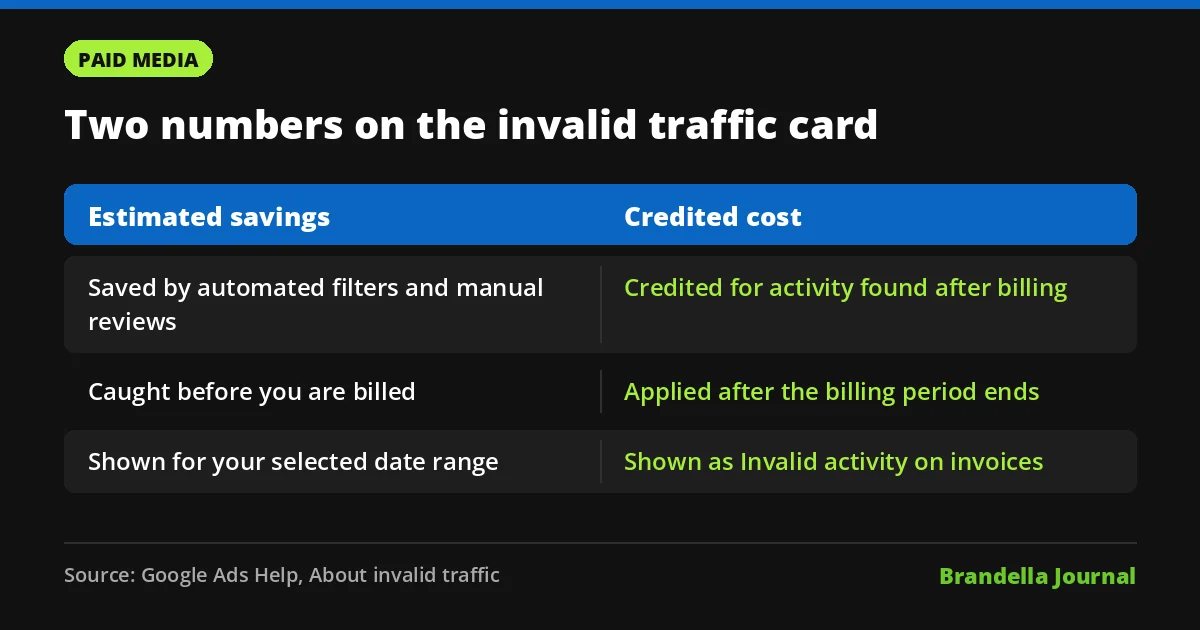 PAID MEDIA
Two numbers on the invalid traffic card
Estimated savings
Credited cost
Saved by automated filters and manual
reviews
Credited for activity found after billing
Caught before you are billed
Applied after the billing period ends
Shown for your selected date range
Shown as Invalid activity on invoices
Source: Google Ads Help, About invalid traffic
Brandella Journal